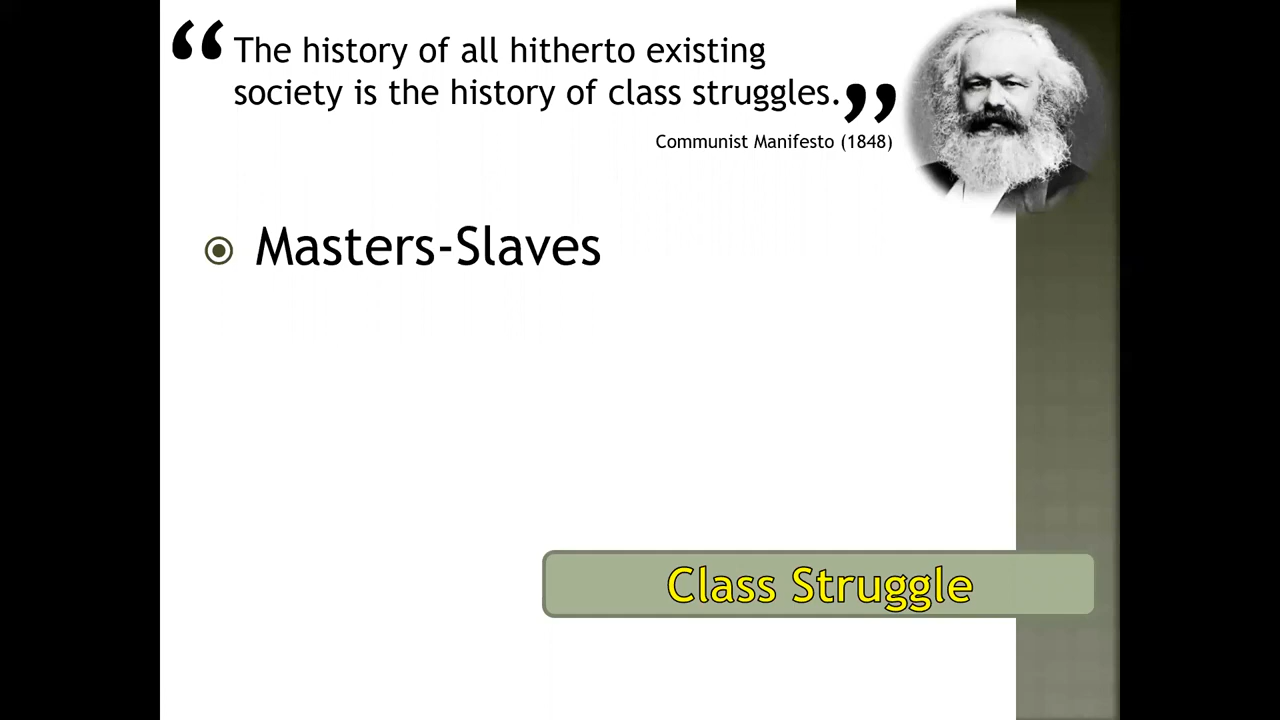 “The history of all hitherto existing
society is the history of class struggles.”
Communist Manifesto (1848)
Masters-Slaves
Class Struggle